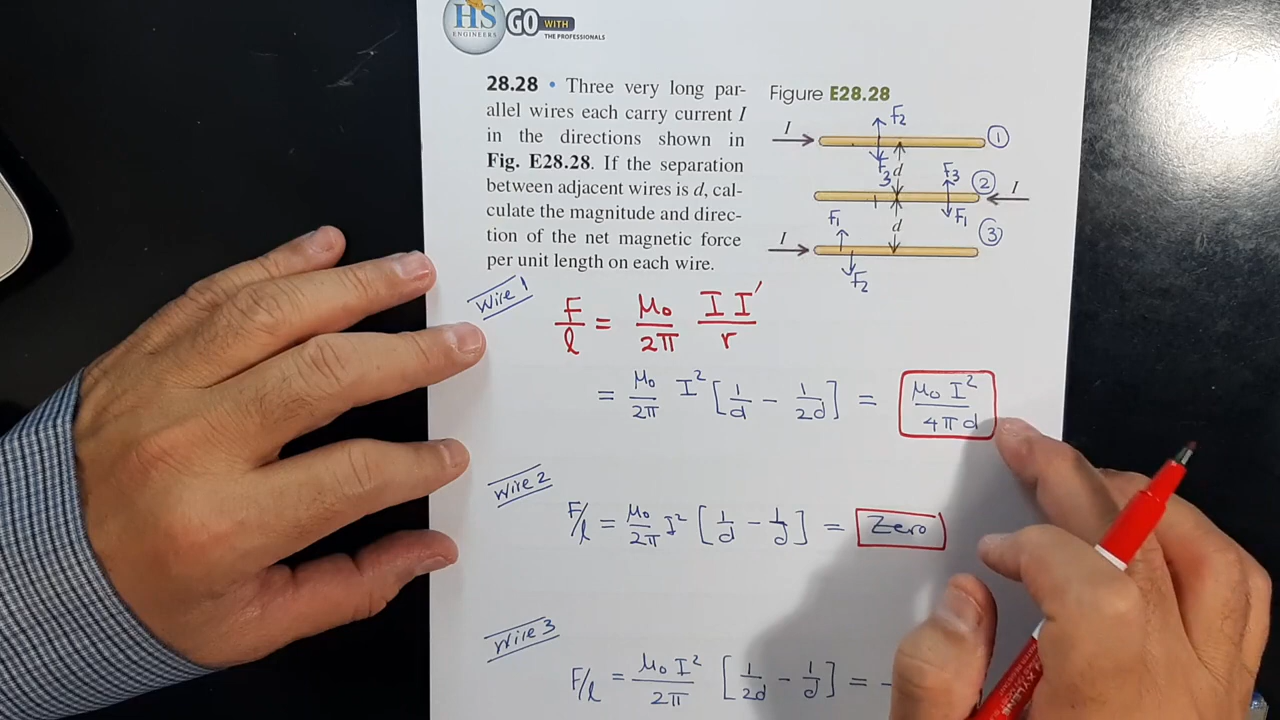 HS
ENGINEERS
GO WITH
THE PROFESSIONALS
28.28 • Three very long par-
allel wires each carry current I
in the directions shown in
Fig. E28.28. If the separation
between adjacent wires is d, cal-
culate the magnitude and direc-
tion of the net magnetic force
per unit length on each wire.
Figure E28.28
F₂
I
①
F₃
d
F₃
②
I
F₁
d
F₁
I
③
F₂
Wire 1
F/l = μ₀/2π I I′/r
= μ₀/2π I² [1/d − 1/2d] = μ₀ I²/4πd
Wire 2
F/l = μ₀/2π I² [1/d − 1/d] = Zero
Wire 3
F/l = μ₀ I²/2π [1/2d − 1/d] = −